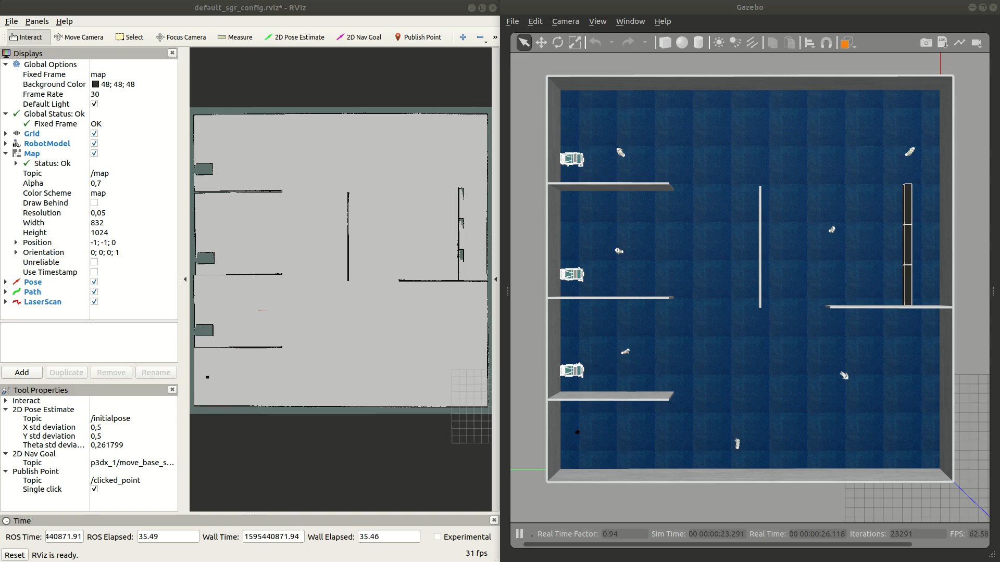 default_sgr_config.rviz* - RViz
File Panels Help
Interact Move Camera Select Focus Camera Measure 2D Pose Estimate 2D Nav Goal Publish Point »
Displays
Global Options
Fixed Frame map
Background Color 48; 48; 48
Frame Rate 30
Default Light
Global Status: Ok
Fixed Frame OK
Grid
RobotModel
Map
Status: Ok
Topic /map
Alpha 0,7
Color Scheme map
Draw Behind
Resolution 0,05
Width 832
Height 1024
Position -1; -1; 0
Orientation 0; 0; 0; 1
Unreliable
Use Timestamp
Pose
Path
LaserScan
Add Duplicate Remove Rename
Tool Properties
Interact
2D Pose Estimate
Topic /initialpose
X std deviation 0,5
Y std deviation 0,5
Theta std devia... 0,261799
2D Nav Goal
Topic p3dx_1/move_base_s...
Publish Point
Topic /clicked_point
Single click
Time
ROS Time: 440871.91 ROS Elapsed: 35.49 Wall Time: 1595440871.94 Wall Elapsed: 35.46 Experimental
Reset RViz is ready. 31 fps
Gazebo
File Edit Camera View Window Help
LOG
Real Time Factor: 0.94 Sim Time: 00 00:00:23.291 Real Time: 00 00:00:26.118 Iterations: 23291 FPS: 62.58